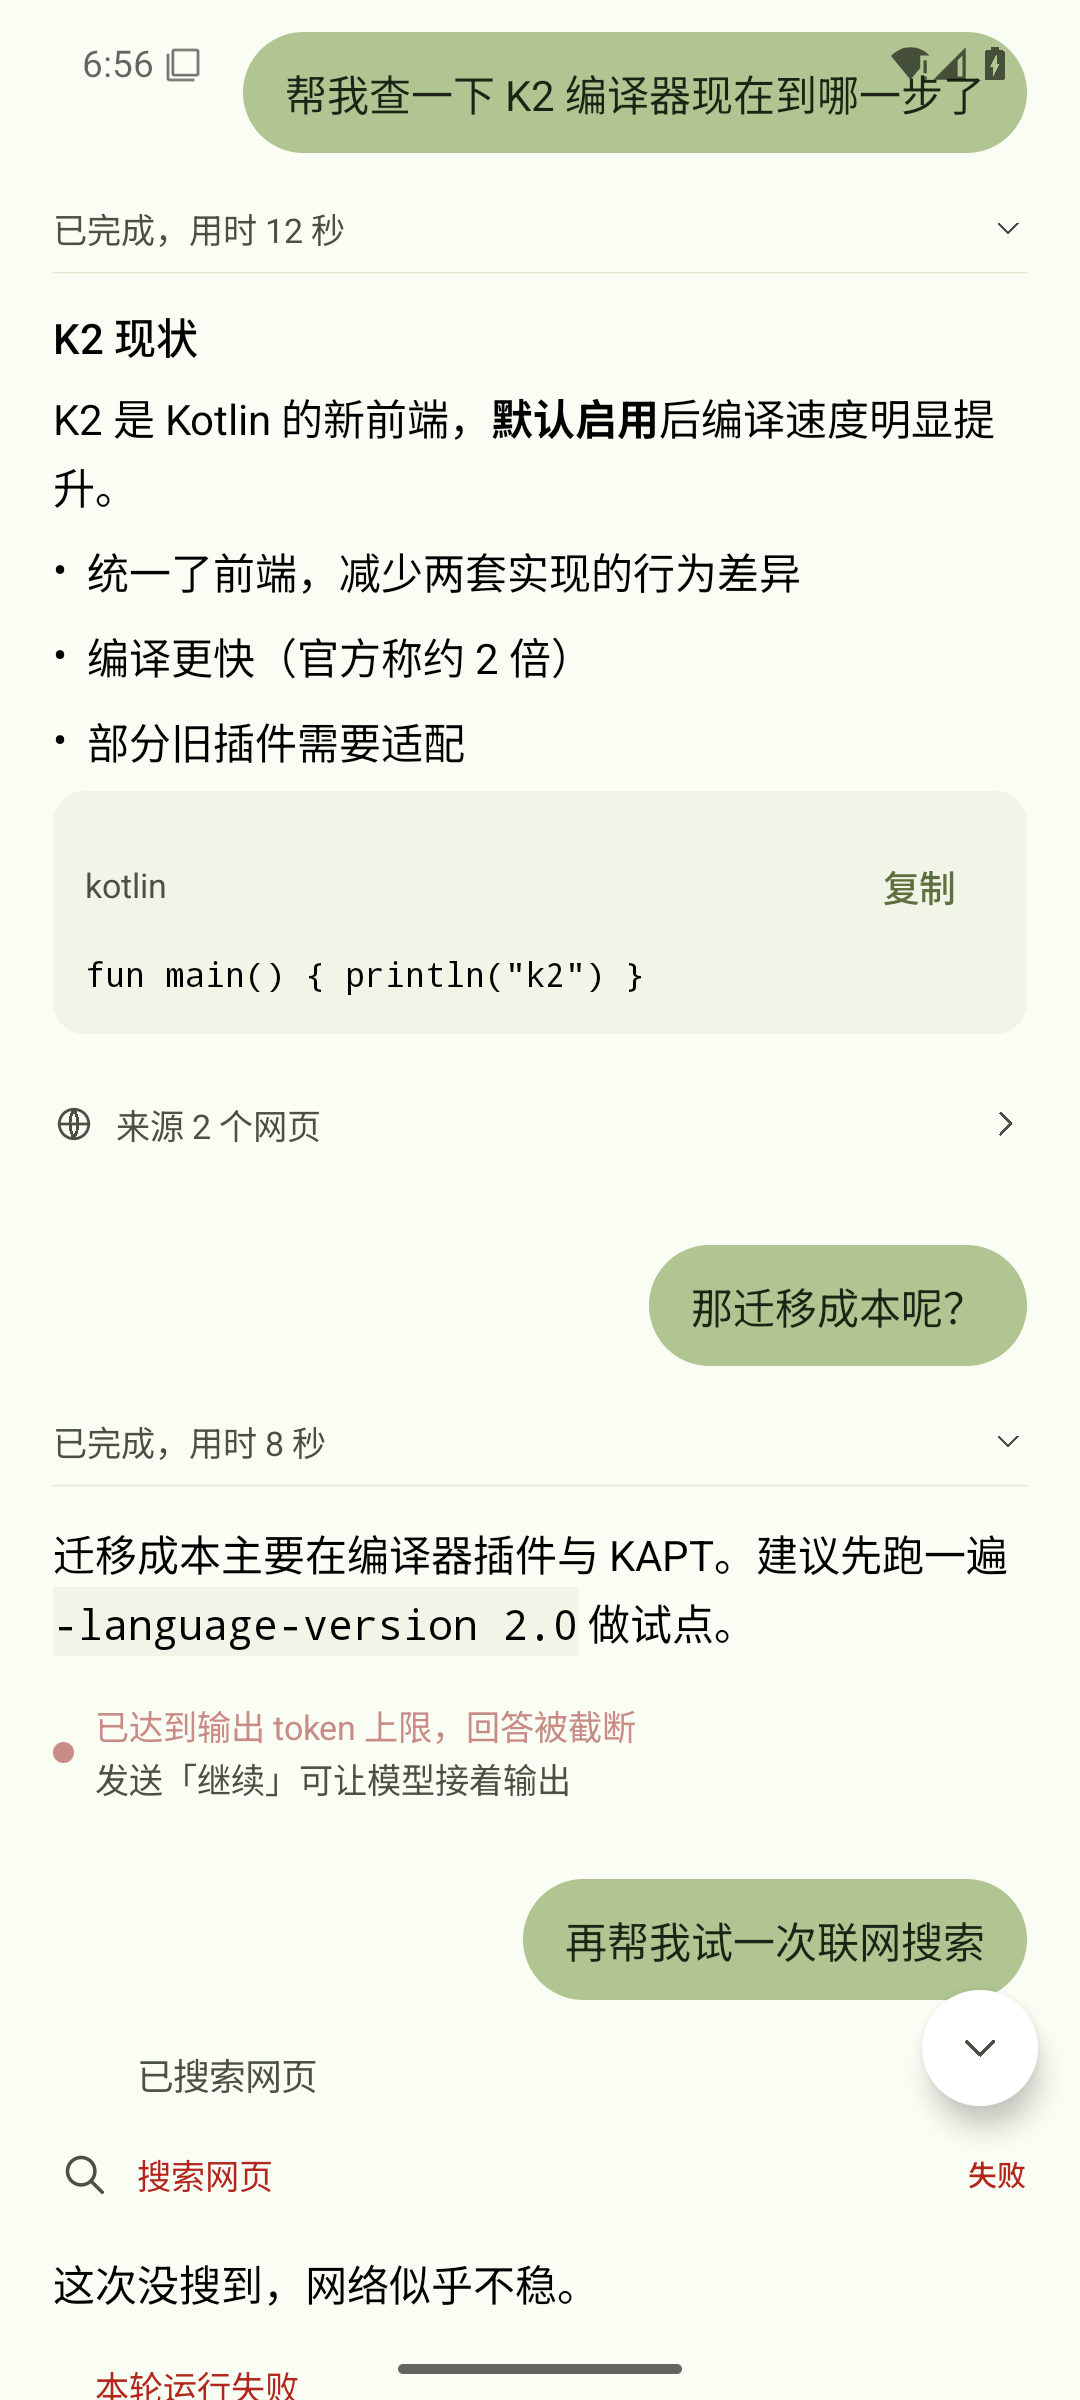 6:56
帮我查一下 K2 编译器现在到哪一步了
已完成，用时 12 秒
K2 现状
K2 是 Kotlin 的新前端，默认启用后编译速度明显提
升。
• 统一了前端，减少两套实现的行为差异
• 编译更快（官方称约 2 倍）
• 部分旧插件需要适配
kotlin
复制
fun main() { println("k2") }
来源 2 个网页
那迁移成本呢？
已完成，用时 8 秒
迁移成本主要在编译器插件与 KAPT。建议先跑一遍
-language-version 2.0 做试点。
已达到输出 token 上限，回答被截断
发送「继续」可让模型接着输出
再帮我试一次联网搜索
已搜索网页
搜索网页
失败
这次没搜到，网络似乎不稳。
本轮运行失败